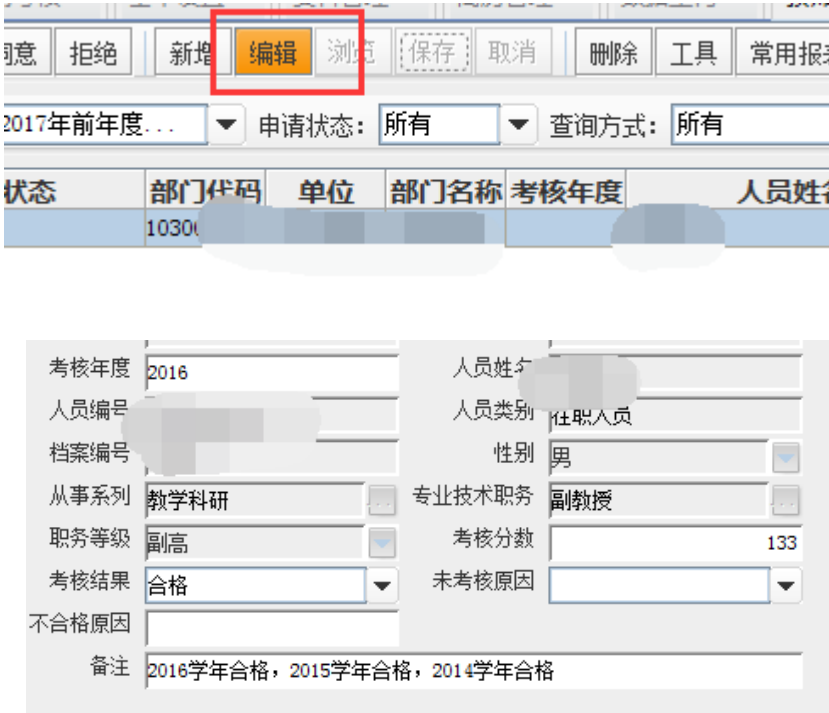 拒绝 新增 编辑 浏览 保存 取消 删除 工具 常用报表
2017年前年度... 申请状态： 所有 查询方式： 所有
状态 部门代码 单位 部门名称 考核年度 人员姓名
1030
考核年度 2016 人员姓名
人员编号 人员类别 在职人员
档案编号 性别 男
从事系列 教学科研 ... 专业技术职务 副教授 ...
职务等级 副高 考核分数 133
考核结果 合格 未考核原因
不合格原因
备注 2016学年合格，2015学年合格，2014学年合格